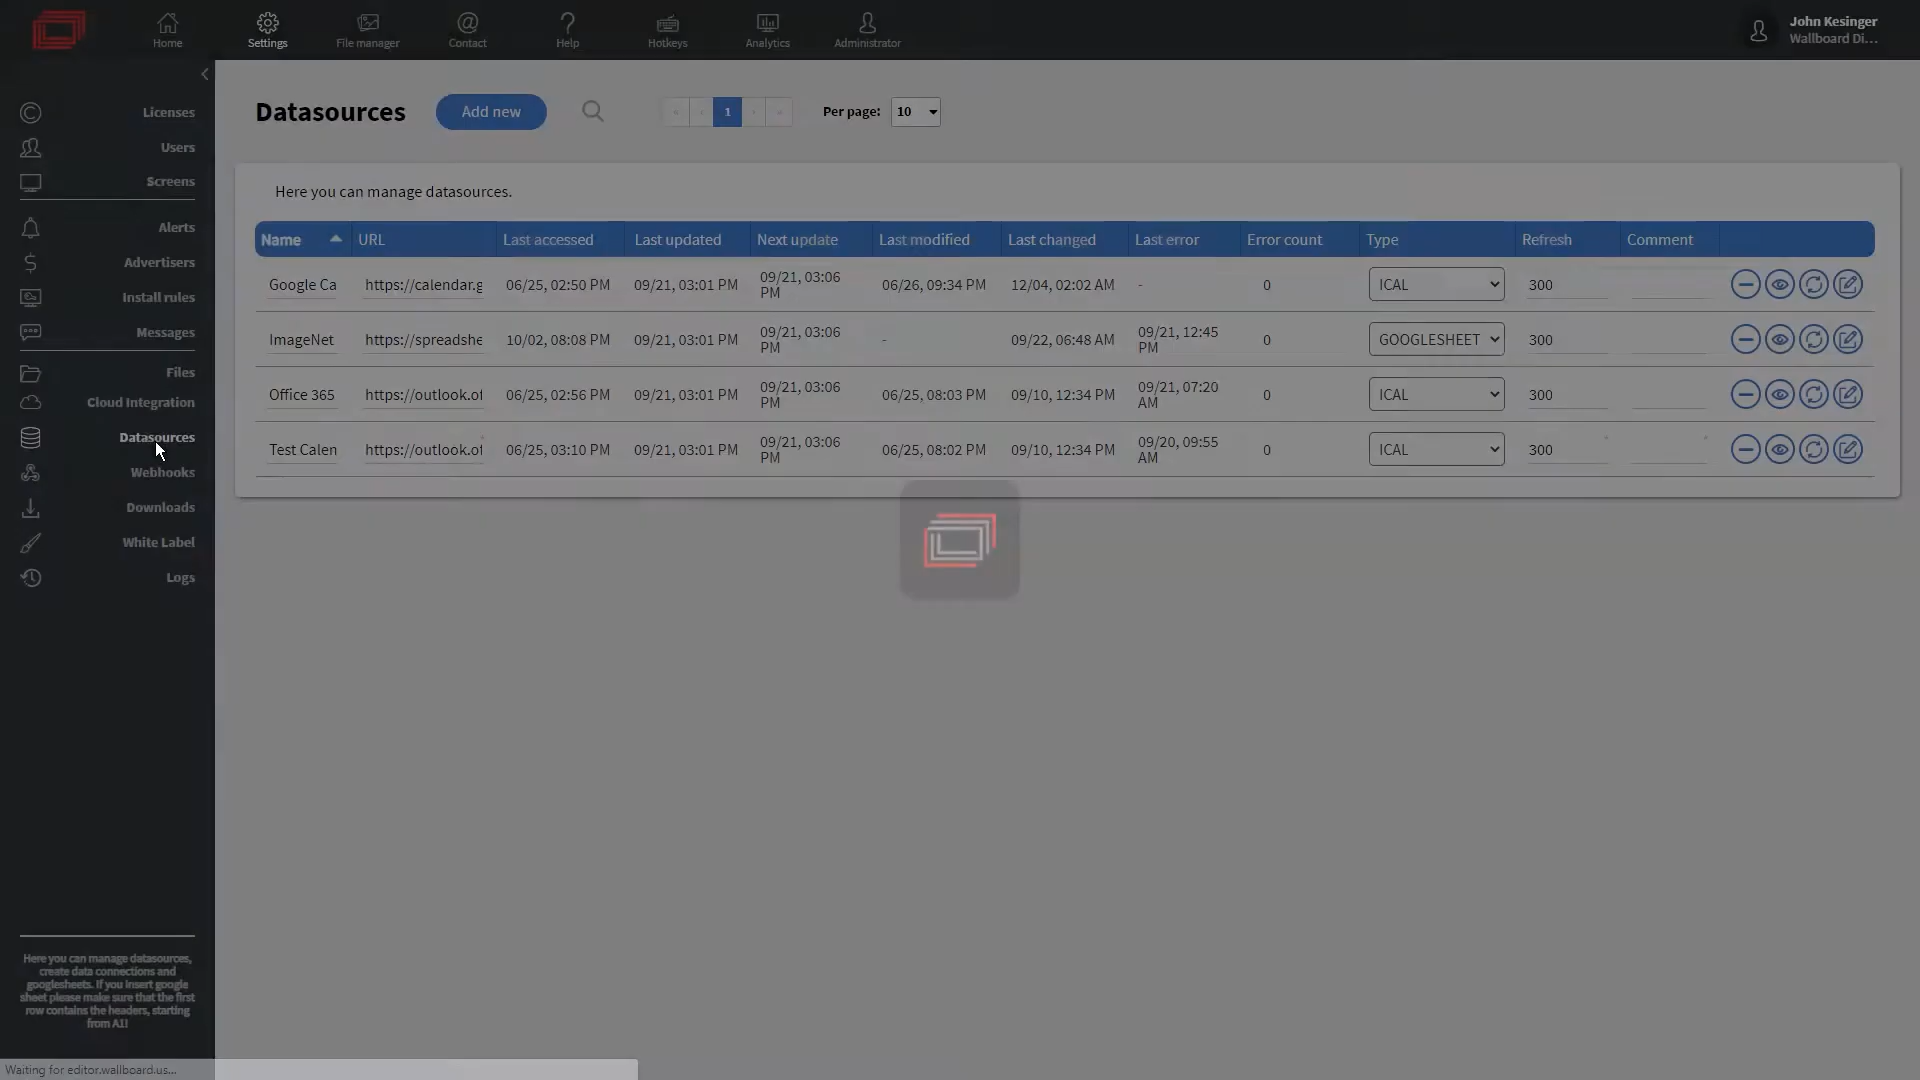 Home
Settings
File manager
Contact
Help
Hotkeys
Analytics
Administrator
John Kesinger
Wallboard Di...
Licenses
Users
Screens
Alerts
Advertisers
Install rules
Messages
Files
Cloud Integration
Datasources
Webhooks
Downloads
White Label
Logs
Here you can manage datasources,
create data connections and
googlesheets. If you insert google
sheet please make sure that the first
row contains the headers, starting
from A1!
Waiting for editor.wallboard.us...
Datasources
Add new
1
Per page: 10
Here you can manage datasources.
Name URL Last accessed Last updated Next update Last modified Last changed Last error Error count Type Refresh Comment
Google Ca https://calendar.g 06/25, 02:50 PM 09/21, 03:01 PM 09/21, 03:06 PM 06/26, 09:34 PM 12/04, 02:02 AM - 0 ICAL 300
ImageNet https://spreadshe 10/02, 08:08 PM 09/21, 03:01 PM 09/21, 03:06 PM - 09/22, 06:48 AM 09/21, 12:45 PM 0 GOOGLESHEET 300
Office 365 https://outlook.of 06/25, 02:56 PM 09/21, 03:01 PM 09/21, 03:06 PM 06/25, 08:03 PM 09/10, 12:34 PM 09/21, 07:20 AM 0 ICAL 300
Test Calen https://outlook.of 06/25, 03:10 PM 09/21, 03:01 PM 09/21, 03:06 PM 06/25, 08:02 PM 09/10, 12:34 PM 09/20, 09:55 AM 0 ICAL 300